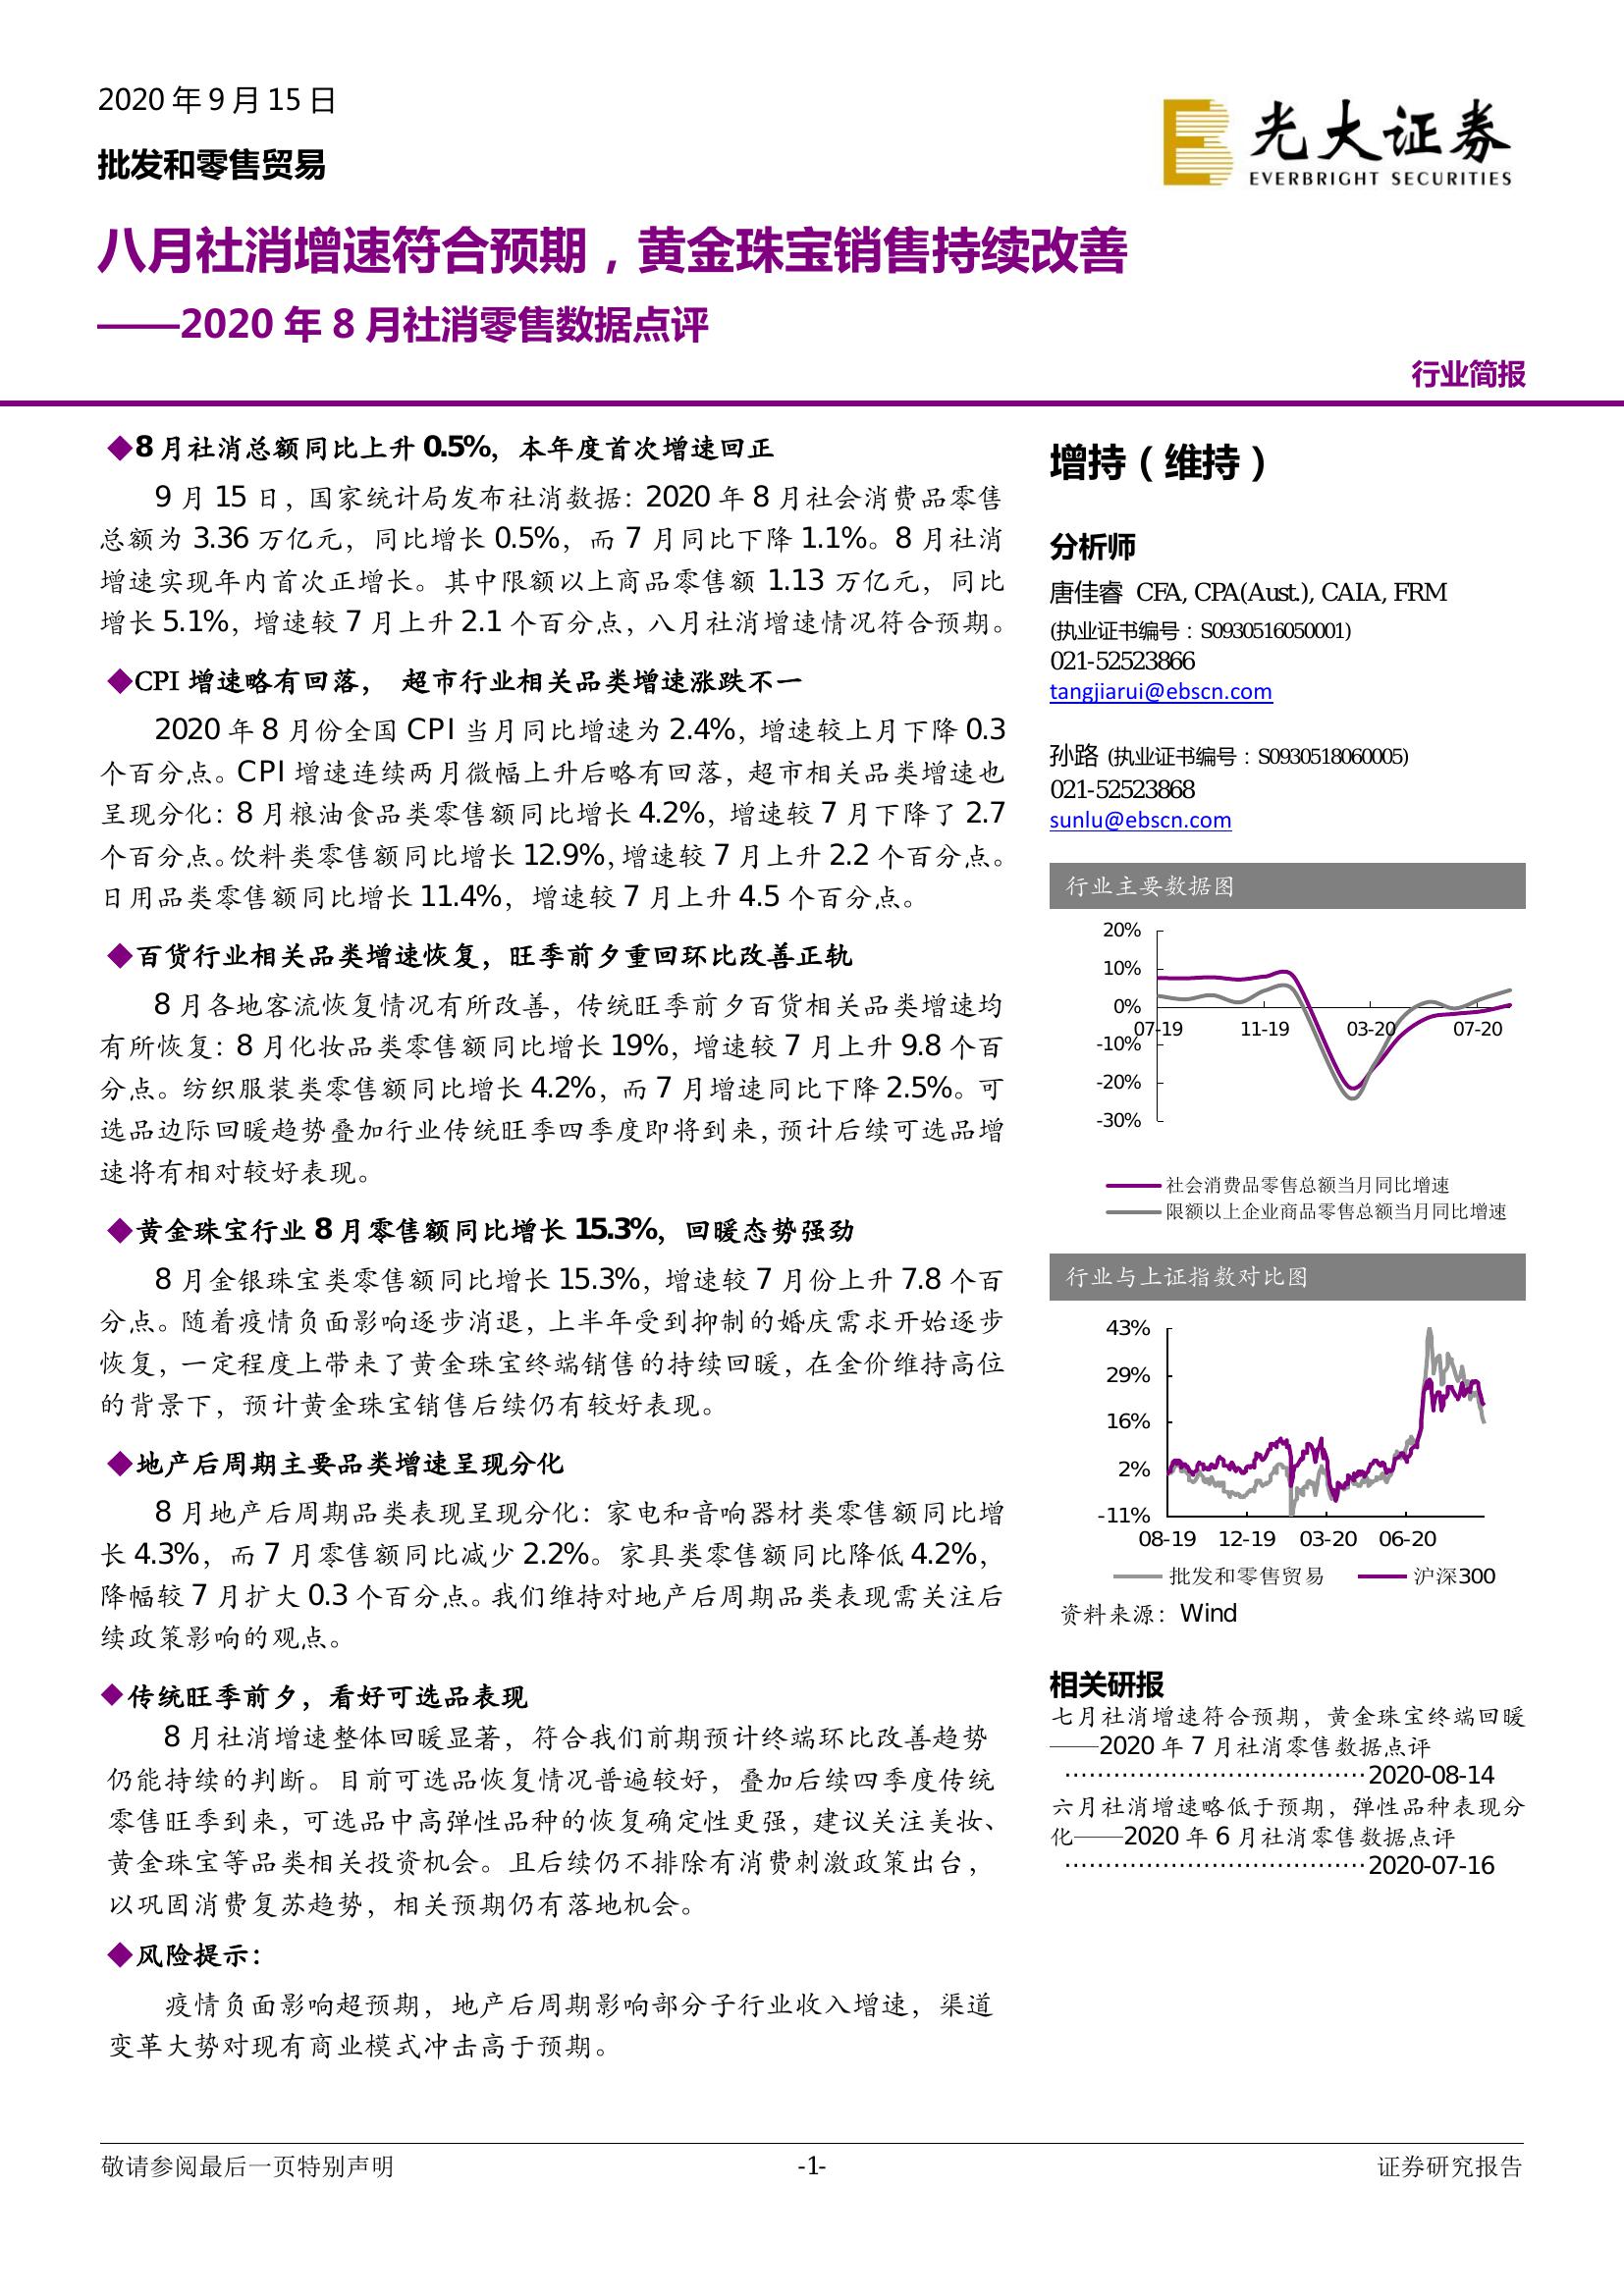 2020 年 9 月 15 日
批发和零售贸易
光大证券
EVERBRIGHT SECURITIES
八月社消增速符合预期，黄金珠宝销售持续改善
——2020 年 8 月社消零售数据点评
行业简报
◆8 月社消总额同比上升 0.5%，本年度首次增速回正
9 月 15 日，国家统计局发布社消数据：2020 年 8 月社会消费品零售
总额为 3.36 万亿元，同比增长 0.5%，而 7 月同比下降 1.1%。8 月社消
增速实现年内首次正增长。其中限额以上商品零售额 1.13 万亿元，同比
增长 5.1%，增速较 7 月上升 2.1 个百分点，八月社消增速情况符合预期。
◆CPI 增速略有回落， 超市行业相关品类增速涨跌不一
2020 年 8 月份全国 CPI 当月同比增速为 2.4%，增速较上月下降 0.3
个百分点。CPI 增速连续两月微幅上升后略有回落，超市相关品类增速也
呈现分化：8 月粮油食品类零售额同比增长 4.2%，增速较 7 月下降了 2.7
个百分点。饮料类零售额同比增长 12.9%，增速较 7 月上升 2.2 个百分点。
日用品类零售额同比增长 11.4%，增速较 7 月上升 4.5 个百分点。
◆百货行业相关品类增速恢复，旺季前夕重回环比改善正轨
8 月各地客流恢复情况有所改善，传统旺季前夕百货相关品类增速均
有所恢复：8 月化妆品类零售额同比增长 19%，增速较 7 月上升 9.8 个百
分点。纺织服装类零售额同比增长 4.2%，而 7 月增速同比下降 2.5%。可
选品边际回暖趋势叠加行业传统旺季四季度即将到来，预计后续可选品增
速将有相对较好表现。
◆黄金珠宝行业 8 月零售额同比增长 15.3%，回暖态势强劲
8 月金银珠宝类零售额同比增长 15.3%，增速较 7 月份上升 7.8 个百
分点。随着疫情负面影响逐步消退，上半年受到抑制的婚庆需求开始逐步
恢复，一定程度上带来了黄金珠宝终端销售的持续回暖，在金价维持高位
的背景下，预计黄金珠宝销售后续仍有较好表现。
◆地产后周期主要品类增速呈现分化
8 月地产后周期品类表现呈现分化：家电和音响器材类零售额同比增
长 4.3%，而 7 月零售额同比减少 2.2%。家具类零售额同比降低 4.2%，
降幅较 7 月扩大 0.3 个百分点。我们维持对地产后周期品类表现需关注后
续政策影响的观点。
◆传统旺季前夕，看好可选品表现
8 月社消增速整体回暖显著，符合我们前期预计终端环比改善趋势
仍能持续的判断。目前可选品恢复情况普遍较好，叠加后续四季度传统
零售旺季到来，可选品中高弹性品种的恢复确定性更强，建议关注美妆、
黄金珠宝等品类相关投资机会。且后续仍不排除有消费刺激政策出台，
以巩固消费复苏趋势，相关预期仍有落地机会。
◆风险提示：
疫情负面影响超预期，地产后周期影响部分子行业收入增速，渠道
变革大势对现有商业模式冲击高于预期。
增持（维持）
分析师
唐佳睿 CFA, CPA(Aust.), CAIA, FRM
(执业证书编号：S0930516050001)
021-52523866
tangjiarui@ebscn.com
孙路 (执业证书编号：S0930518060005)
021-52523868
sunlu@ebscn.com
行业主要数据图
20%
10%
0%
07-19 11-19 03-20 07-20
-10%
-20%
-30%
社会消费品零售总额当月同比增速
限额以上企业商品零售总额当月同比增速
行业与上证指数对比图
43%
29%
16%
2%
-11%
08-19 12-19 03-20 06-20
批发和零售贸易 沪深300
资料来源：Wind
相关研报
七月社消增速符合预期，黄金珠宝终端回暖
——2020 年 7 月社消零售数据点评
·····································2020-08-14
六月社消增速略低于预期，弹性品种表现分
化——2020 年 6 月社消零售数据点评
·····································2020-07-16
敬请参阅最后一页特别声明 -1- 证券研究报告